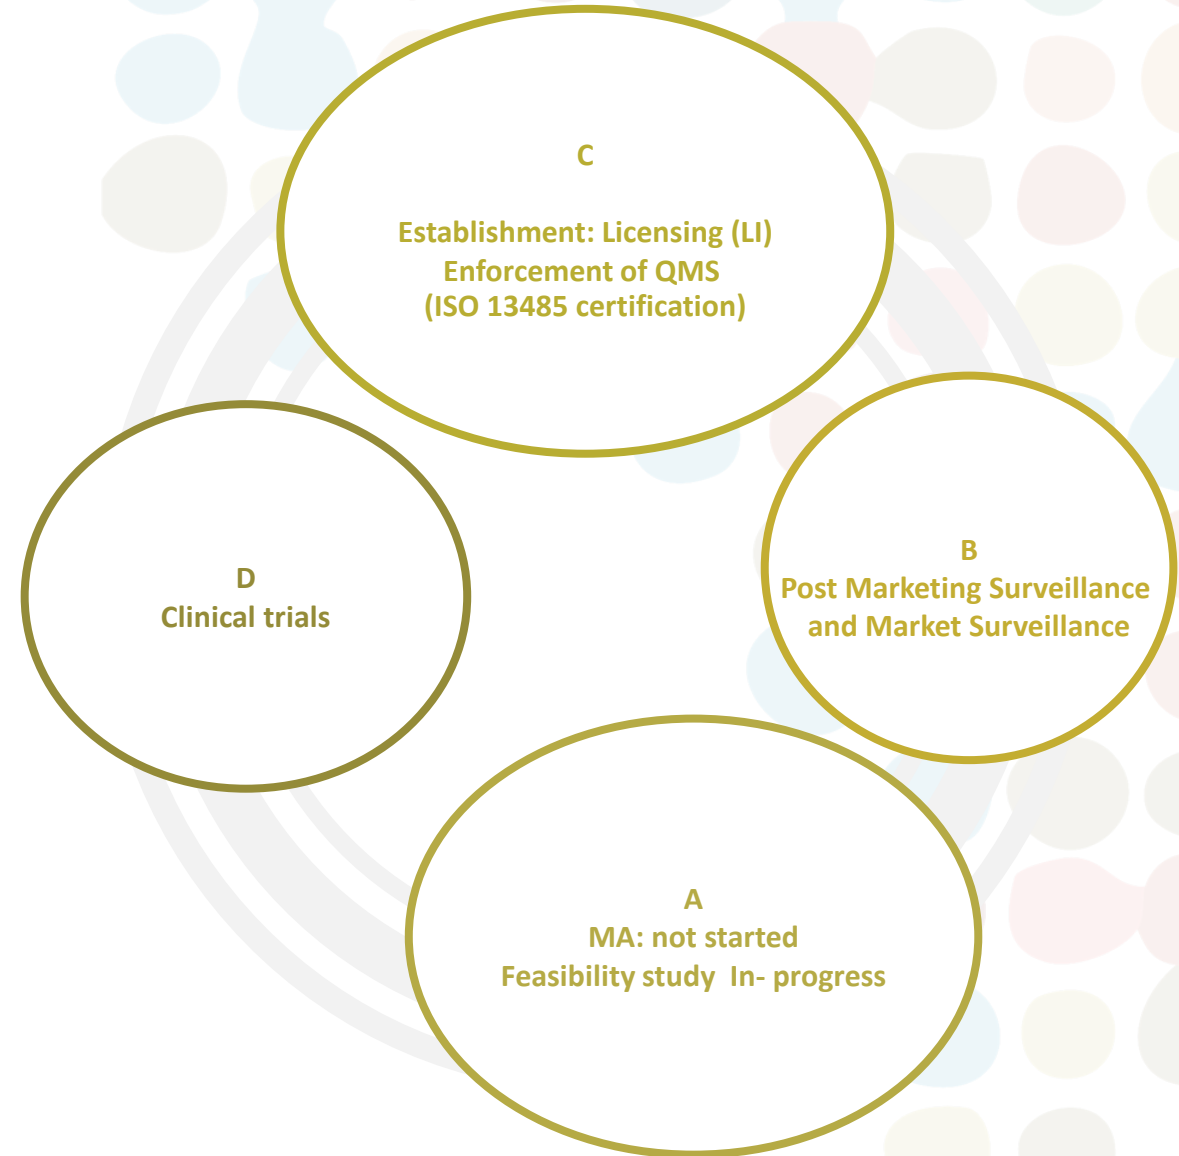 C
Establishment: Licensing (LI)
Enforcement of QMS
(ISO 13485 certification)
B
Post Marketing Surveillance
and Market Surveillance
D
Clinical trials
A
MA: not started
Feasibility study  In- progress